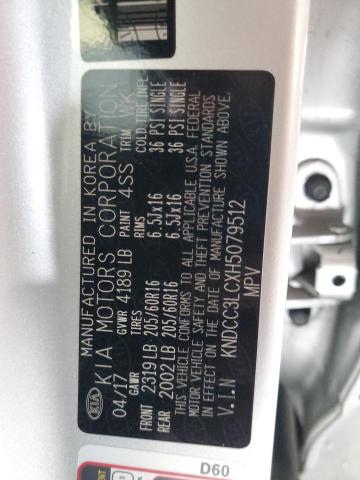 MANUFACTURED IN KOREA BY
KIA KIA MOTORS CORPORATION
04/17 GVWR 4189 LB PAINT 4SS TRIM WK
TIRES RIMS COLD TIRE INFL
FRONT 2319 LB 205/60R16 6.5Jx16 36 PSI SINGLE
REAR 2002 LB 205/60R16 6.5Jx16 36 PSI SINGLE
THIS VEHICLE CONFORMS TO ALL APPLICABLE U.S.A. FEDERAL
MOTOR VEHICLE SAFETY AND THEFT PREVENTION STANDARDS
IN EFFECT ON THE DATE OF MANUFACTURE SHOWN ABOVE.
V.I.N KNDCC3LCXH5079512
MPV
D60